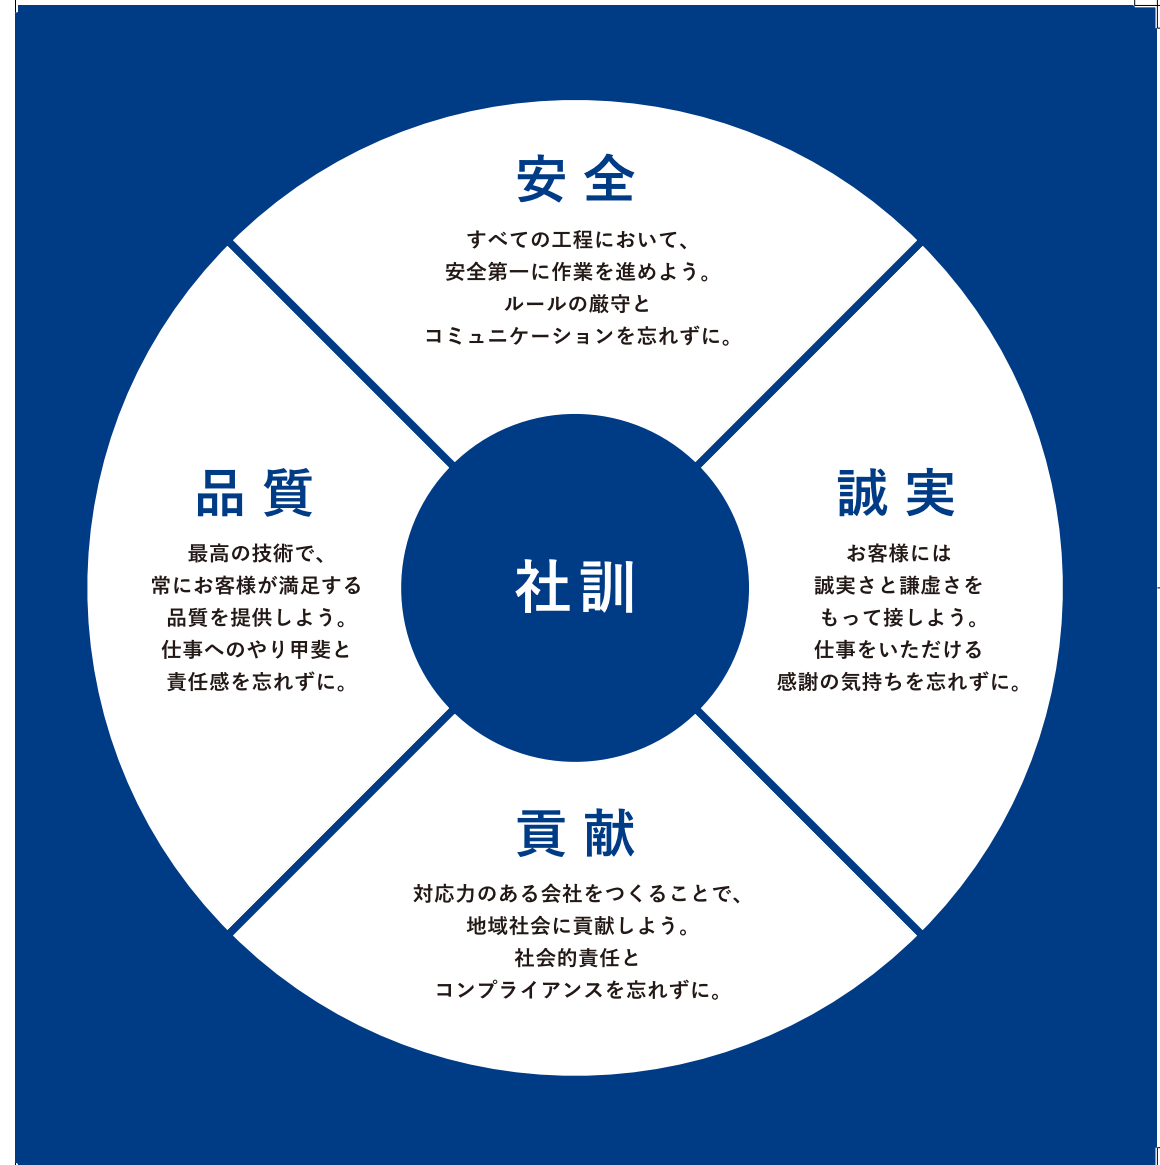 安全
すべての工程において、
安全第一に作業を進めよう。
ルールの厳守と
コミュニケーションを忘れずに。
品質
最高の技術で、
常にお客様が満足する
品質を提供しよう。
仕事へのやり甲斐と
責任感を忘れずに。
社訓
誠実
お客様には
誠実さと謙虚さを
もって接しよう。
仕事をいただける
感謝の気持ちを忘れずに。
貢献
対応力のある会社をつくることで、
地域社会に貢献しよう。
社会的責任と
コンプライアンスを忘れずに。